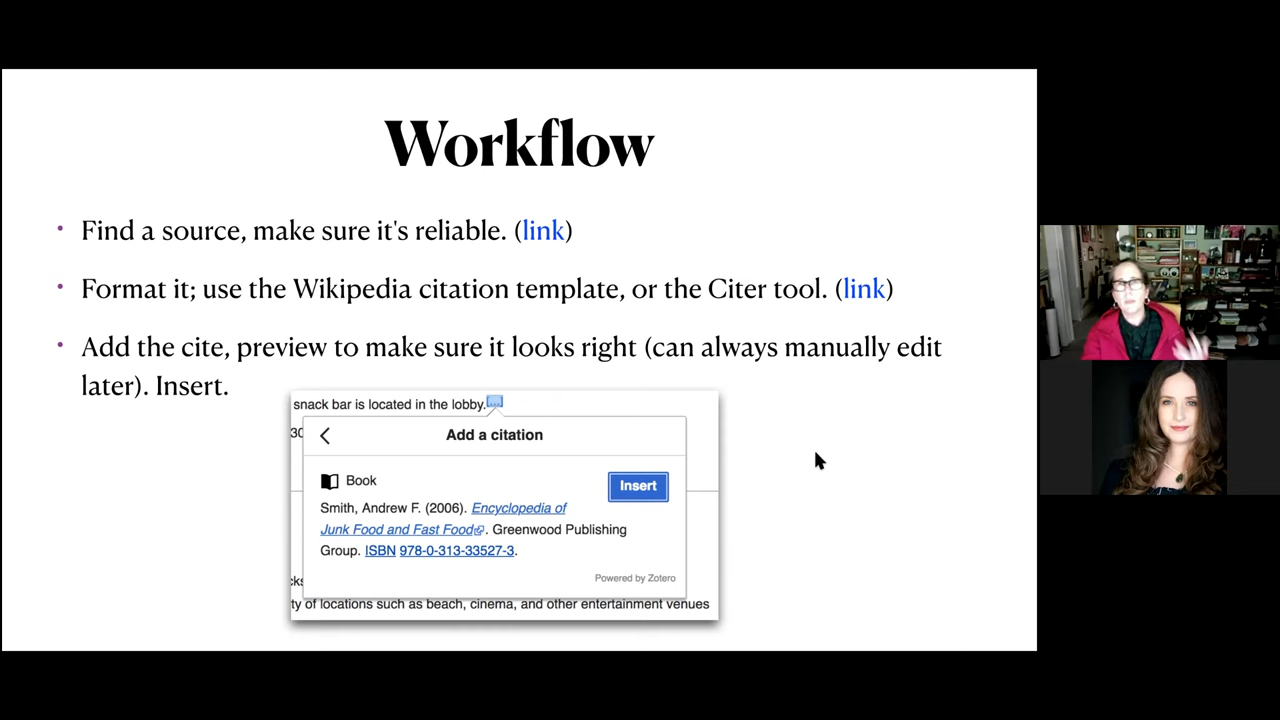 Workflow
• Find a source, make sure it's reliable. (link)
• Format it; use the Wikipedia citation template, or the Citer tool. (link)
• Add the cite, preview to make sure it looks right (can always manually edit
later). Insert.
snack bar is located in the lobby.
30
Add a citation
Book
Insert
Smith, Andrew F. (2006). Encyclopedia of
Junk Food and Fast Food. Greenwood Publishing
Group. ISBN 978-0-313-33527-3.
Powered by Zotero
cks
ty of locations such as beach, cinema, and other entertainment venues